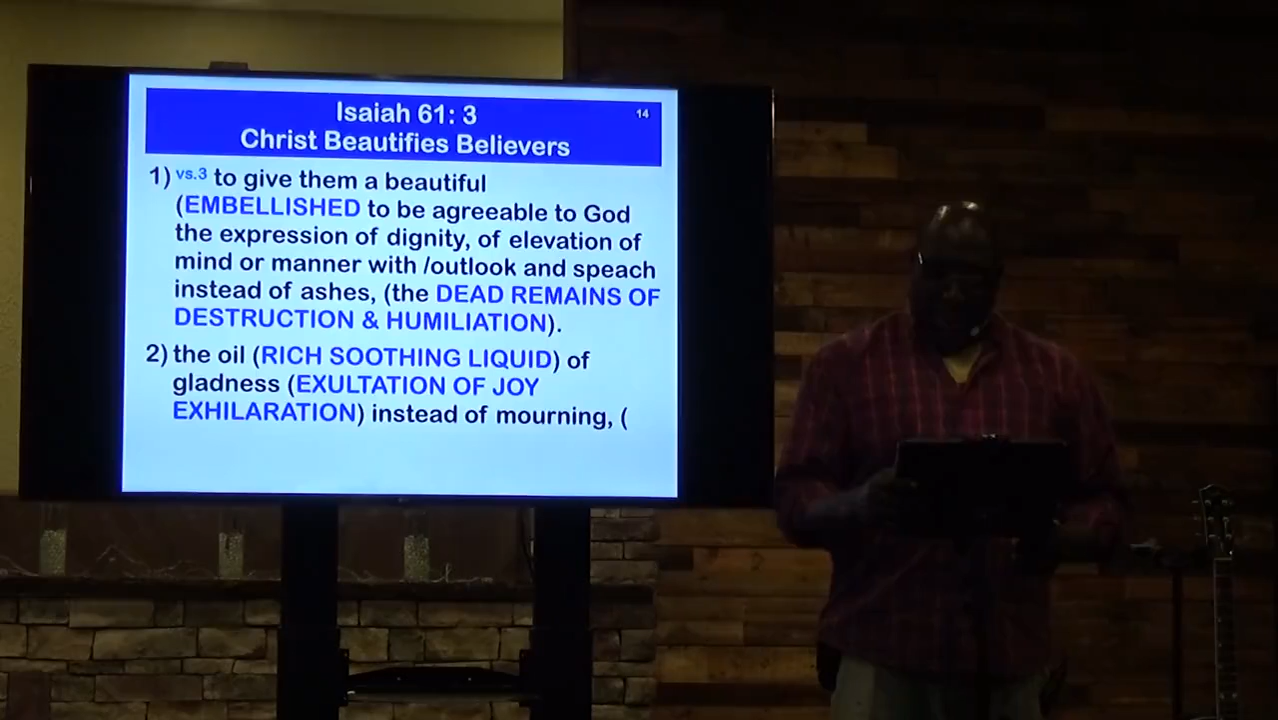 Isaiah 61: 3
14
Christ Beautifies Believers
1) vs.3 to give them a beautiful
(EMBELLISHED to be agreeable to God
the expression of dignity, of elevation of
mind or manner with /outlook and speach
instead of ashes, (the DEAD REMAINS OF
DESTRUCTION & HUMILIATION).
2) the oil (RICH SOOTHING LIQUID) of
gladness (EXULTATION OF JOY
EXHILARATION) instead of mourning, (